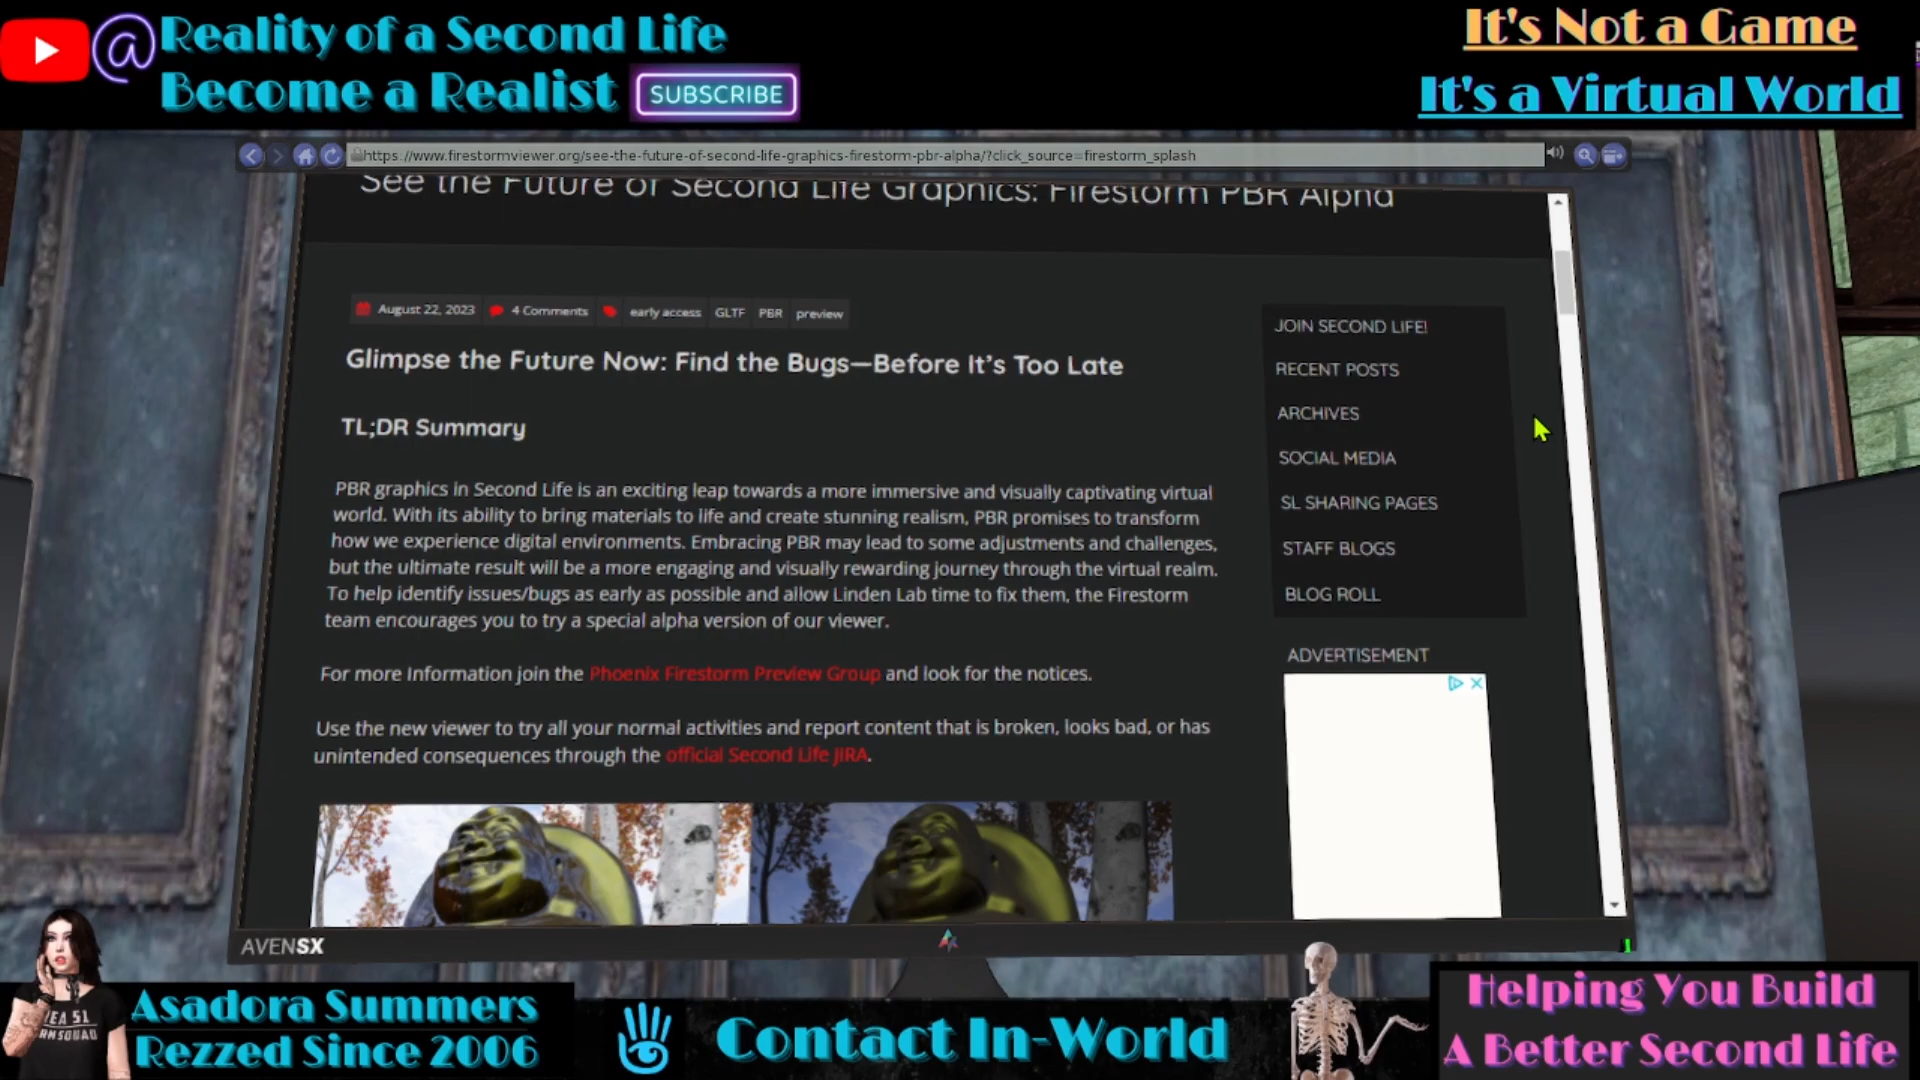 Reality of a Second Life
Become a Realist
SUBSCRIBE
It's Not a Game
It's a Virtual World
https://www.firestormviewer.org/see-the-future-of-second-life-graphics-firestorm-pbr-alpha/?click_source=firestorm_splash
See the Future of Second Life Graphics: Firestorm PBR Alpha
August 22, 2023 4 Comments early access GLTF PBR preview
Glimpse the Future Now: Find the Bugs—Before It's Too Late
TL;DR Summary
PBR graphics in Second Life is an exciting leap towards a more immersive and visually captivating virtual
world. With its ability to bring materials to life and create stunning realism, PBR promises to transform
how we experience digital environments. Embracing PBR may lead to some adjustments and challenges,
but the ultimate result will be a more engaging and visually rewarding journey through the virtual realm.
To help identify issues/bugs as early as possible and allow Linden Lab time to fix them, the Firestorm
team encourages you to try a special alpha version of our viewer.
For more Information join the Phoenix Firestorm Preview Group and look for the notices.
Use the new viewer to try all your normal activities and report content that is broken, looks bad, or has
unintended consequences through the official Second Life JIRA.
JOIN SECOND LIFE!
RECENT POSTS
ARCHIVES
SOCIAL MEDIA
SL SHARING PAGES
STAFF BLOGS
BLOG ROLL
ADVERTISEMENT
AVENSX
Asadora Summers
Rezzed Since 2006
Contact In-World
Helping You Build
A Better Second Life